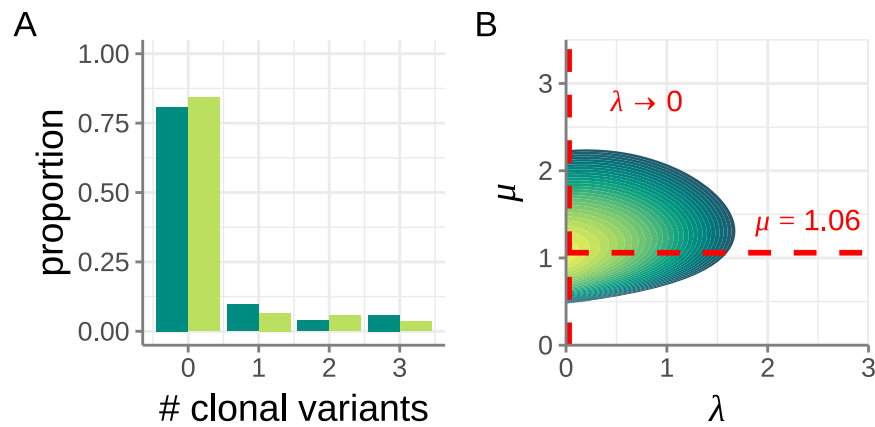 A
1.00
0.75
0.50
0.25
0.00
proportion
0 1 2 3
# clonal variants
B
3
2
1
0
μ
λ → 0
μ = 1.06
0 1 2 3
λ